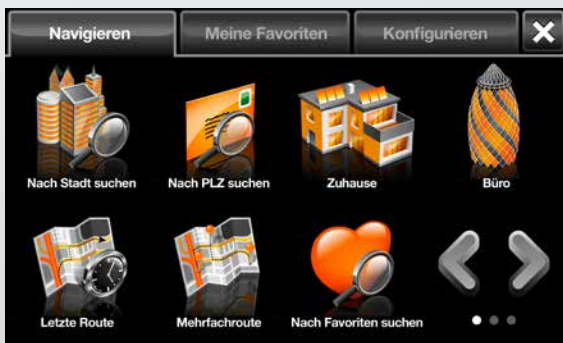 Navigieren
Meine Favoriten
Konfigurieren
Nach Stadt suchen
Nach PLZ suchen
Zuhause
Büro
Letzte Route
Mehrfachroute
Nach Favoriten suchen